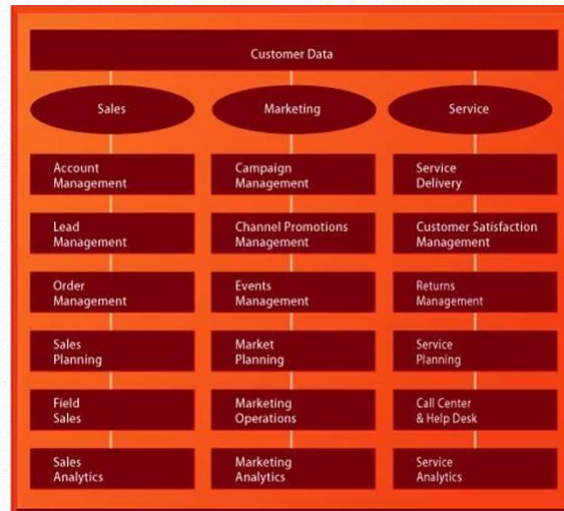 Customer Data
Sales
Marketing
Service
Account
Management
Campaign
Management
Service
Delivery
Lead
Management
Channel Promotions
Management
Customer Satisfaction
Management
Order
Management
Events
Management
Returns
Management
Sales
Planning
Market
Planning
Service
Planning
Field
Sales
Marketing
Operations
Call Center
& Help Desk
Sales
Analytics
Marketing
Analytics
Service
Analytics